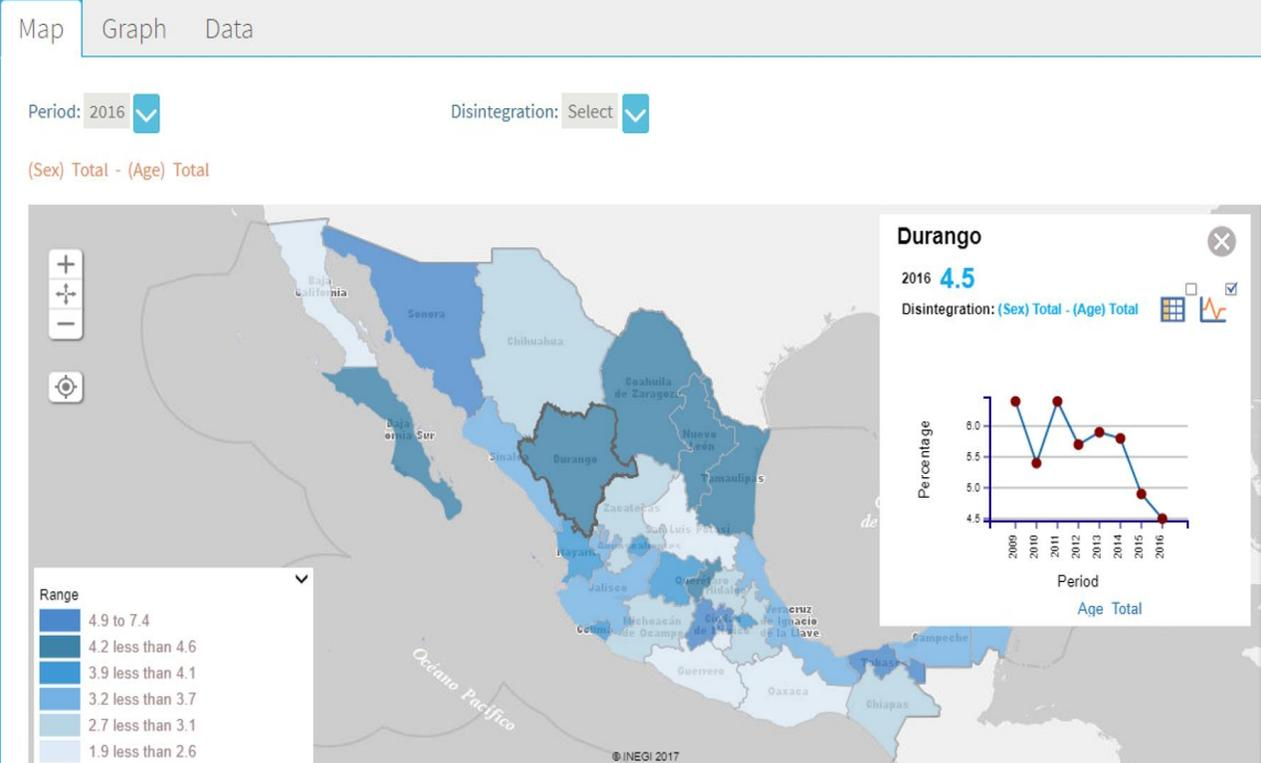 Map Graph Data
Period: 2016 Disintegration: Select
(Sex) Total - (Age) Total
Durango
2016 4.5
Disintegration: (Sex) Total - (Age) Total
Percentage
6.0
5.5
5.0
4.5
2009 2010 2011 2012 2013 2014 2015 2016
Period
Age Total
Baja
California
Sonora
Chihuahua
Coahuila
de Zaragoz
Nuevo
León
Baja
ornia Sur
Sinaloa
Durango
Tamaulipas
Zacatecas
San Luis Potosí
Nayarit
Aguascalientes
Jalisco
Querétaro
Hidalgo
Colima
Michoacán
de Ocampo
Veracruz
de Ignacio
de la Llave
Campeche
Tabasco
Guerrero
Oaxaca
Chiapas
Océano Pacífico
de
Range
4.9 to 7.4
4.2 less than 4.6
3.9 less than 4.1
3.2 less than 3.7
2.7 less than 3.1
1.9 less than 2.6
© INEGI 2017